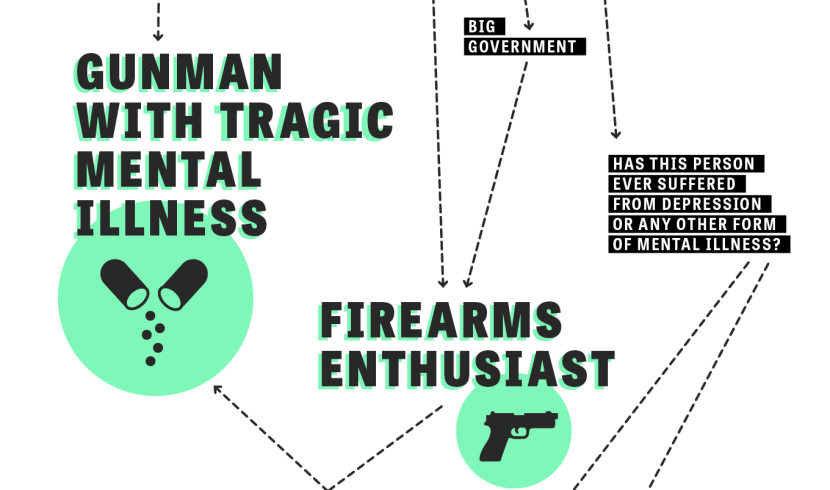 BIG
GOVERNMENT
GUNMAN
WITH TRAGIC
MENTAL
ILLNESS
HAS THIS PERSON
EVER SUFFERED
FROM DEPRESSION
OR ANY OTHER FORM
OF MENTAL ILLNESS?
FIREARMS
ENTHUSIAST